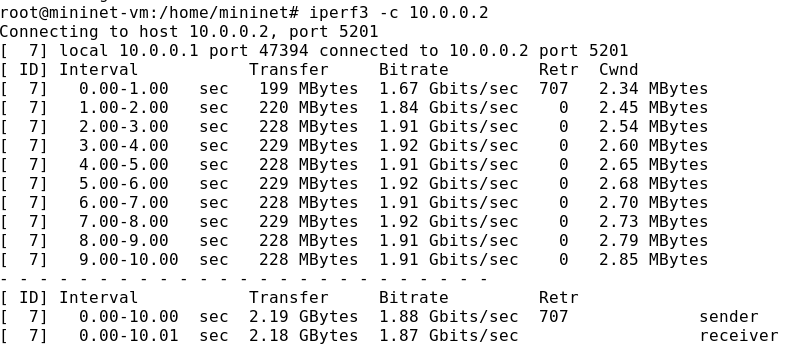 root@mininet-vm:/home/mininet# iperf3 -c 10.0.0.2
Connecting to host 10.0.0.2, port 5201
[  7] local 10.0.0.1 port 47394 connected to 10.0.0.2 port 5201
[ ID] Interval           Transfer     Bitrate         Retr  Cwnd
[  7]   0.00-1.00   sec   199 MBytes  1.67 Gbits/sec  707   2.34 MBytes
[  7]   1.00-2.00   sec   220 MBytes  1.84 Gbits/sec    0   2.45 MBytes
[  7]   2.00-3.00   sec   228 MBytes  1.91 Gbits/sec    0   2.54 MBytes
[  7]   3.00-4.00   sec   229 MBytes  1.92 Gbits/sec    0   2.60 MBytes
[  7]   4.00-5.00   sec   228 MBytes  1.91 Gbits/sec    0   2.65 MBytes
[  7]   5.00-6.00   sec   229 MBytes  1.92 Gbits/sec    0   2.68 MBytes
[  7]   6.00-7.00   sec   228 MBytes  1.91 Gbits/sec    0   2.70 MBytes
[  7]   7.00-8.00   sec   229 MBytes  1.92 Gbits/sec    0   2.73 MBytes
[  7]   8.00-9.00   sec   228 MBytes  1.91 Gbits/sec    0   2.79 MBytes
[  7]   9.00-10.00  sec   228 MBytes  1.91 Gbits/sec    0   2.85 MBytes
- - - - - - - - - - - - - - - - - - - - - - - - -
[ ID] Interval           Transfer     Bitrate         Retr
[  7]   0.00-10.00  sec  2.19 GBytes  1.88 Gbits/sec  707             sender
[  7]   0.00-10.01  sec  2.18 GBytes  1.87 Gbits/sec                  receiver